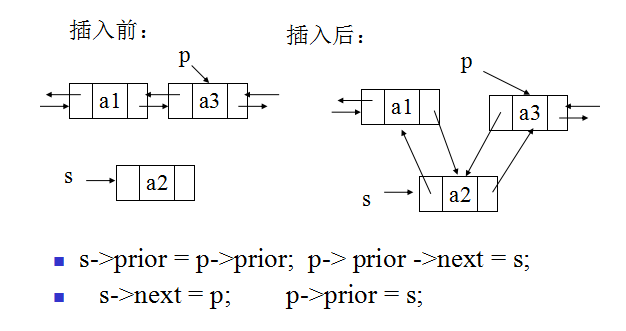 插入前：
插入后：
p
a1 a3
s
a2
p
a1 a3
s
a2
s->prior = p->prior; p-> prior ->next = s;
s->next = p; p->prior = s;